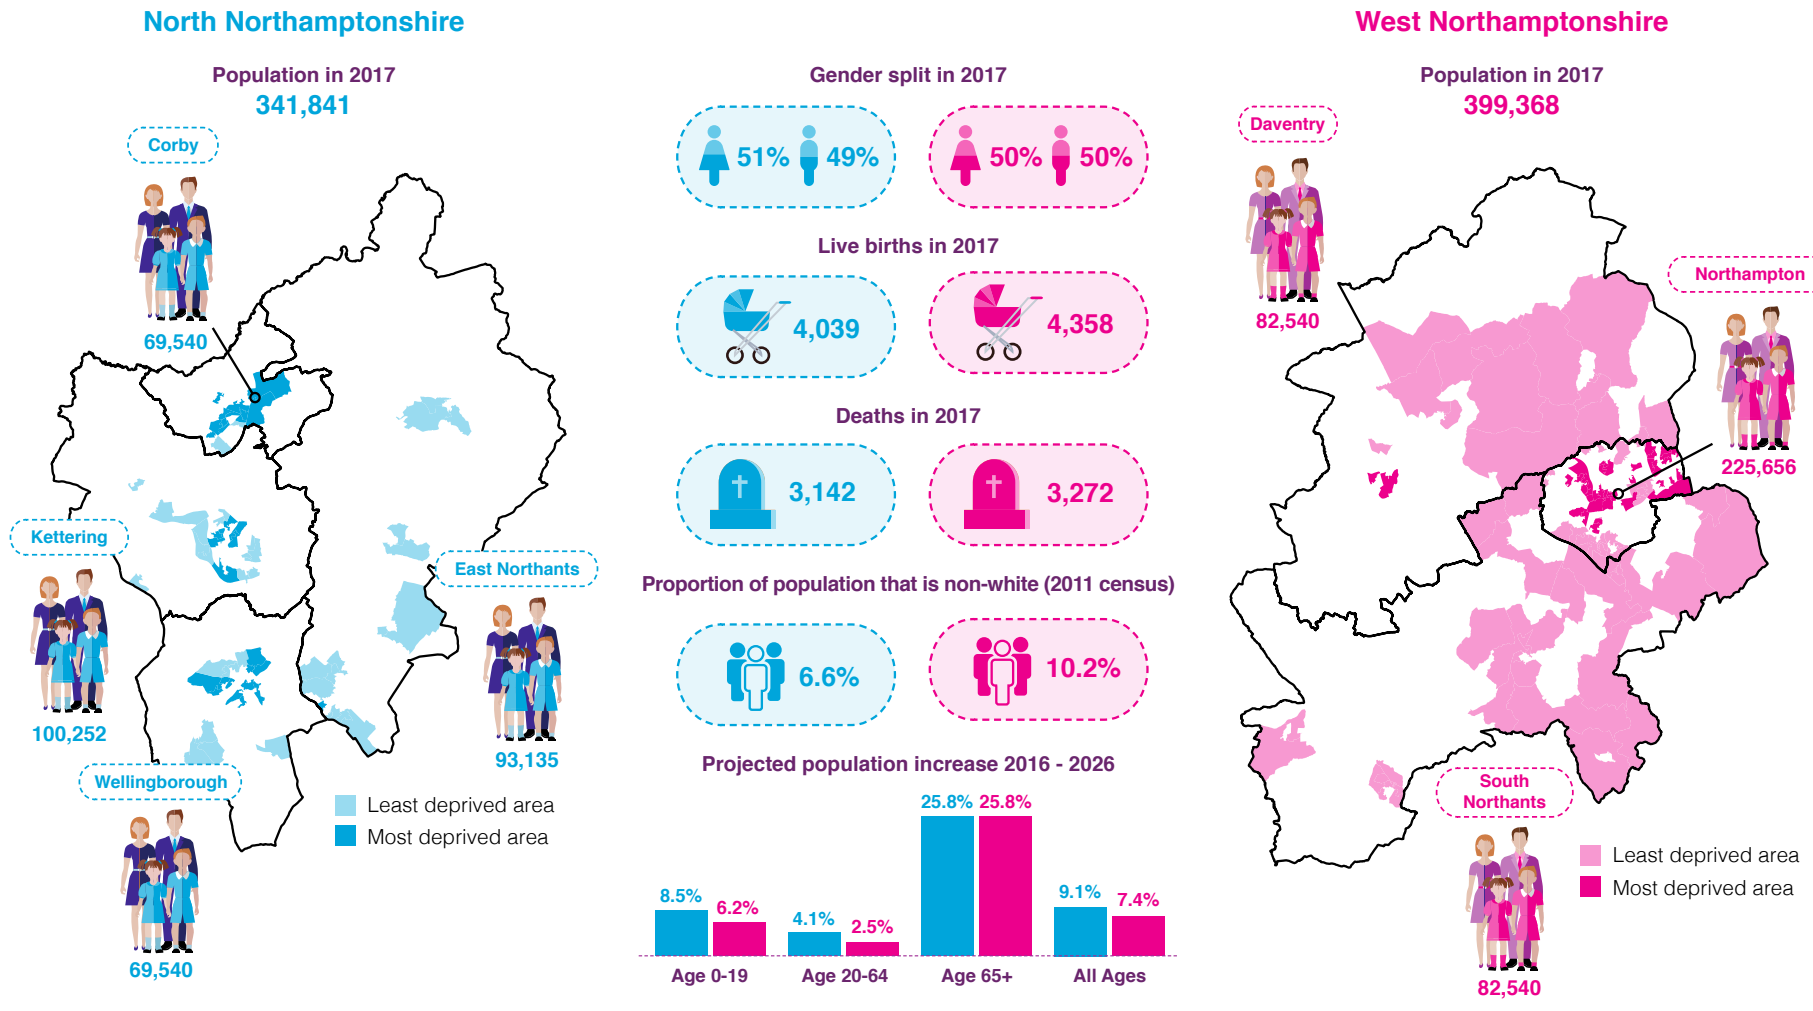 North Northamptonshire
Population in 2017
341,841
Corby
69,540
Kettering
100,252
East Northants
93,135
Wellingborough
69,540
Least deprived area
Most deprived area
Gender split in 2017
51% 49%
50% 50%
Live births in 2017
4,039
4,358
Deaths in 2017
3,142
3,272
Proportion of population that is non-white (2011 census)
6.6%
10.2%
Projected population increase 2016 - 2026
8.5%
6.2%
4.1%
2.5%
25.8%
25.8%
9.1%
7.4%
Age 0-19
Age 20-64
Age 65+
All Ages
West Northamptonshire
Population in 2017
399,368
Daventry
82,540
Northampton
225,656
South
Northants
82,540
Least deprived area
Most deprived area